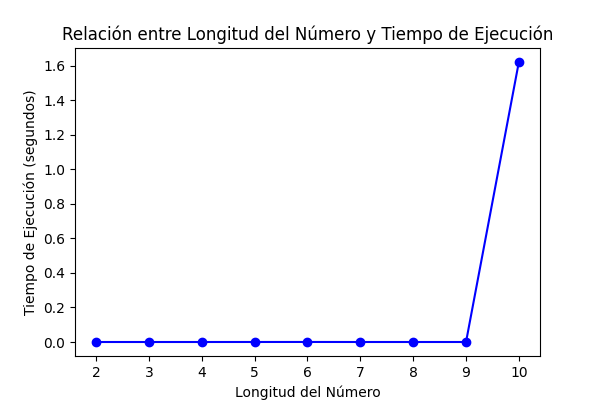 Relación entre Longitud del Número y Tiempo de Ejecución
Tiempo de Ejecución (segundos)
1.6
1.4
1.2
1.0
0.8
0.6
0.4
0.2
0.0
2 3 4 5 6 7 8 9 10
Longitud del Número